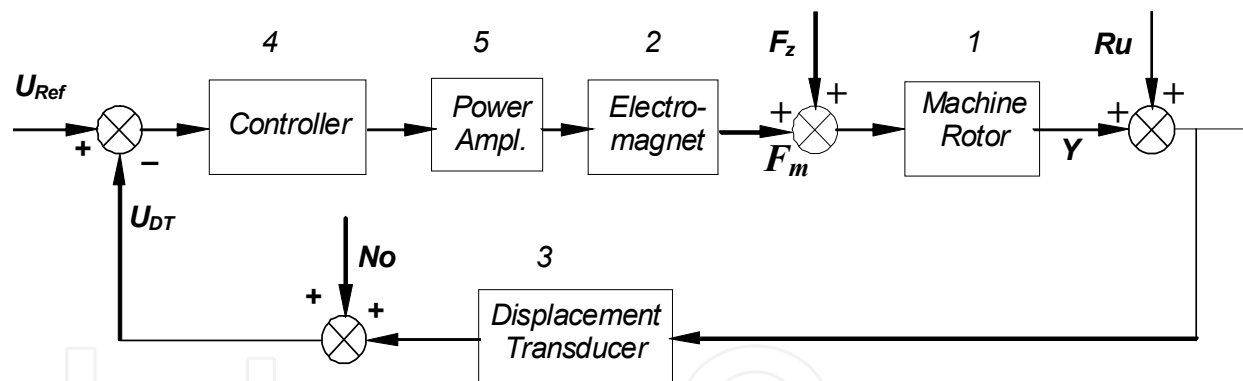 4
5
2
F_z
1
Ru
U_Ref
Controller
Power
Ampl.
Electro-
magnet
Machine
Rotor
+
+
+
+
+
−
F_m
Y
U_DT
No
3
+
+
Displacement
Transducer